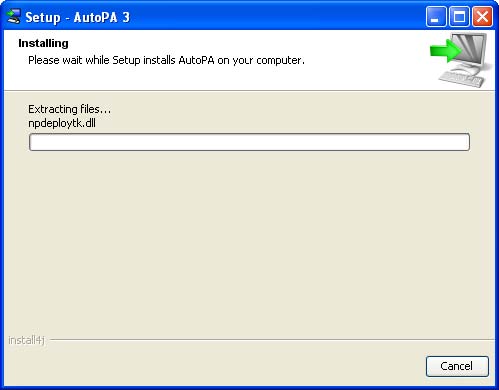 Setup - AutoPA 3
Installing
Please wait while Setup installs AutoPA on your computer.
Extracting files...
npdeploytk.dll
install4j
Cancel